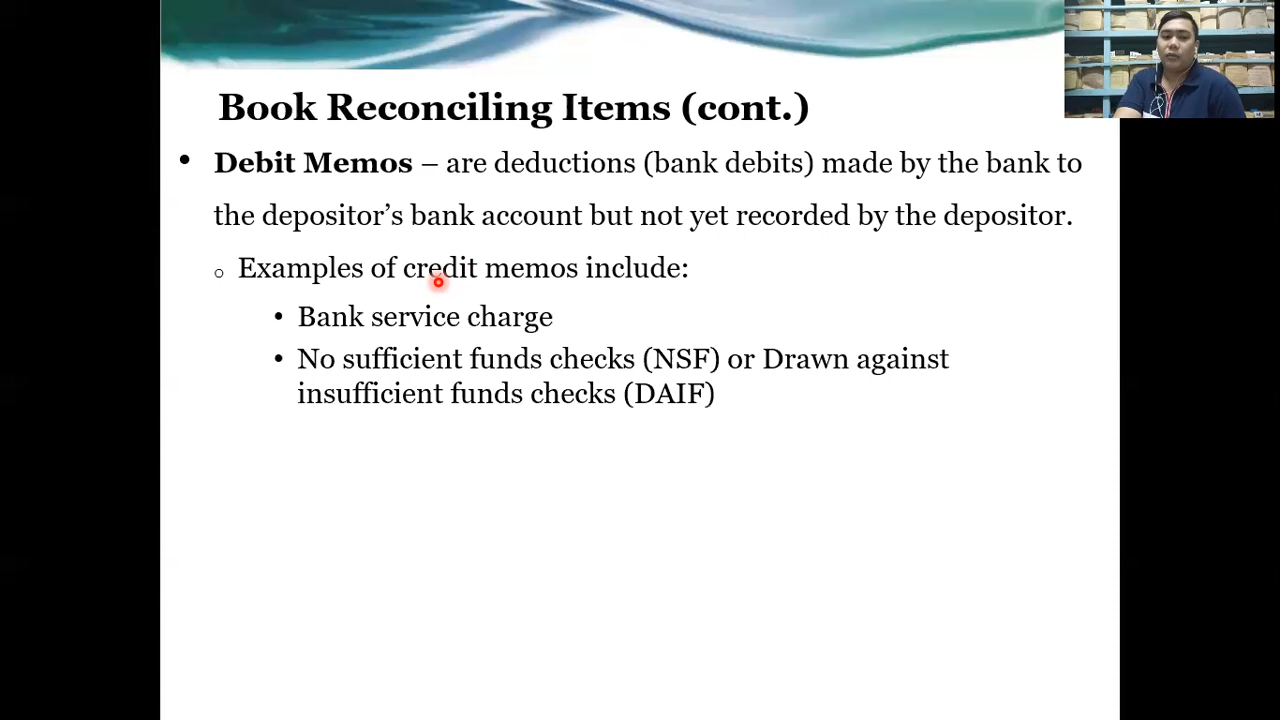 Book Reconciling Items (cont.)
• Debit Memos – are deductions (bank debits) made by the bank to
the depositor’s bank account but not yet recorded by the depositor.
o Examples of credit memos include:
• Bank service charge
• No sufficient funds checks (NSF) or Drawn against
insufficient funds checks (DAIF)